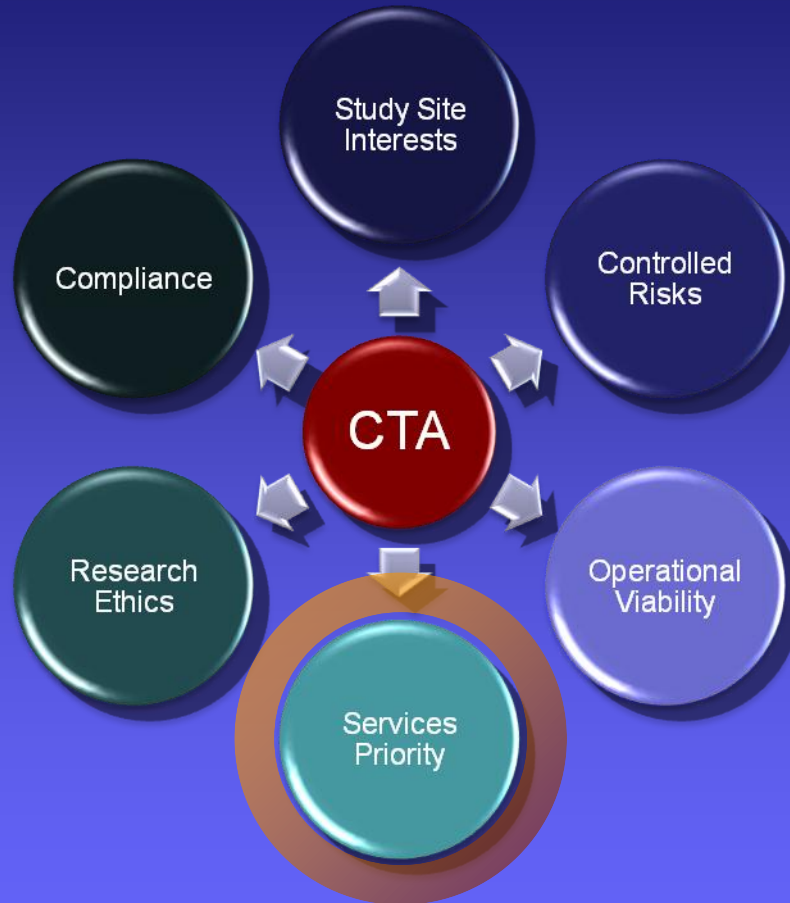 Study Site
Interests
Controlled
Risks
Compliance
CTA
Research
Ethics
Operational
Viability
Services
Priority